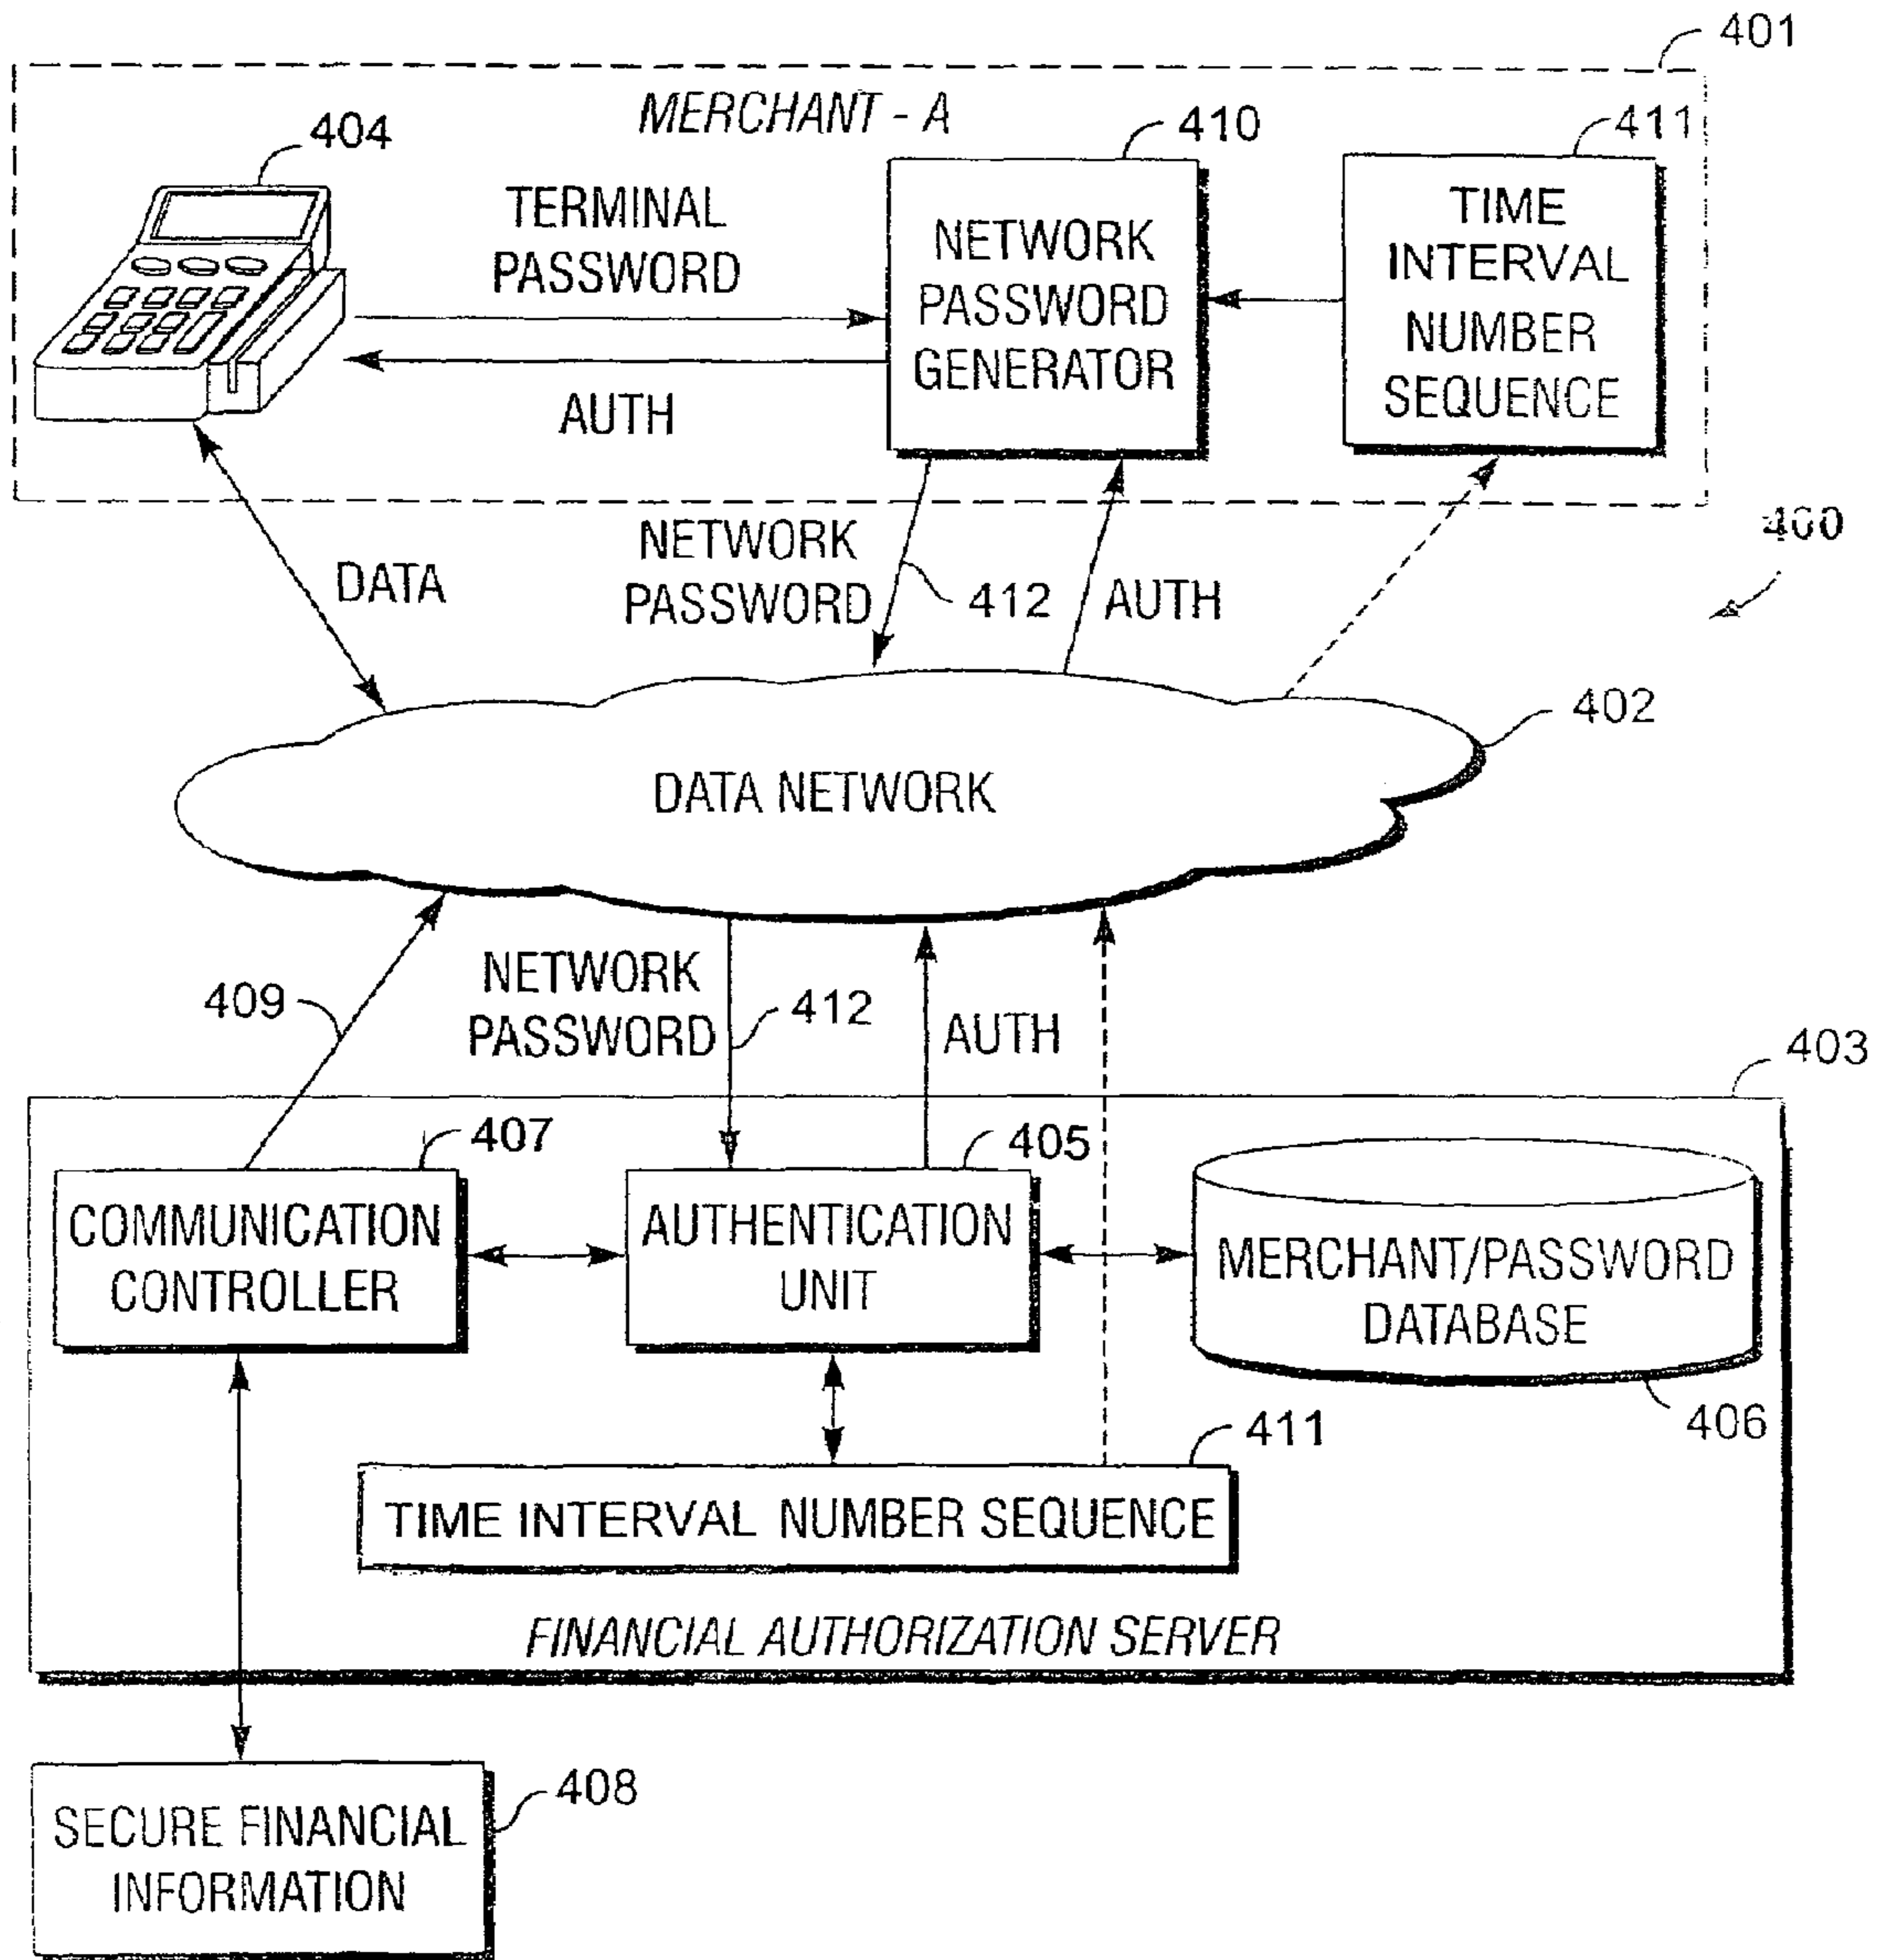 401
MERCHANT - A
404
410
411
TERMINAL
PASSWORD
NETWORK
PASSWORD
GENERATOR
TIME
INTERVAL
NUMBER
SEQUENCE
AUTH
400
DATA
NETWORK
PASSWORD
412
AUTH
402
DATA NETWORK
409
NETWORK
PASSWORD
412
AUTH
403
407
405
COMMUNICATION
CONTROLLER
AUTHENTICATION
UNIT
MERCHANT/PASSWORD
DATABASE
406
411
TIME INTERVAL NUMBER SEQUENCE
FINANCIAL AUTHORIZATION SERVER
408
SECURE FINANCIAL
INFORMATION